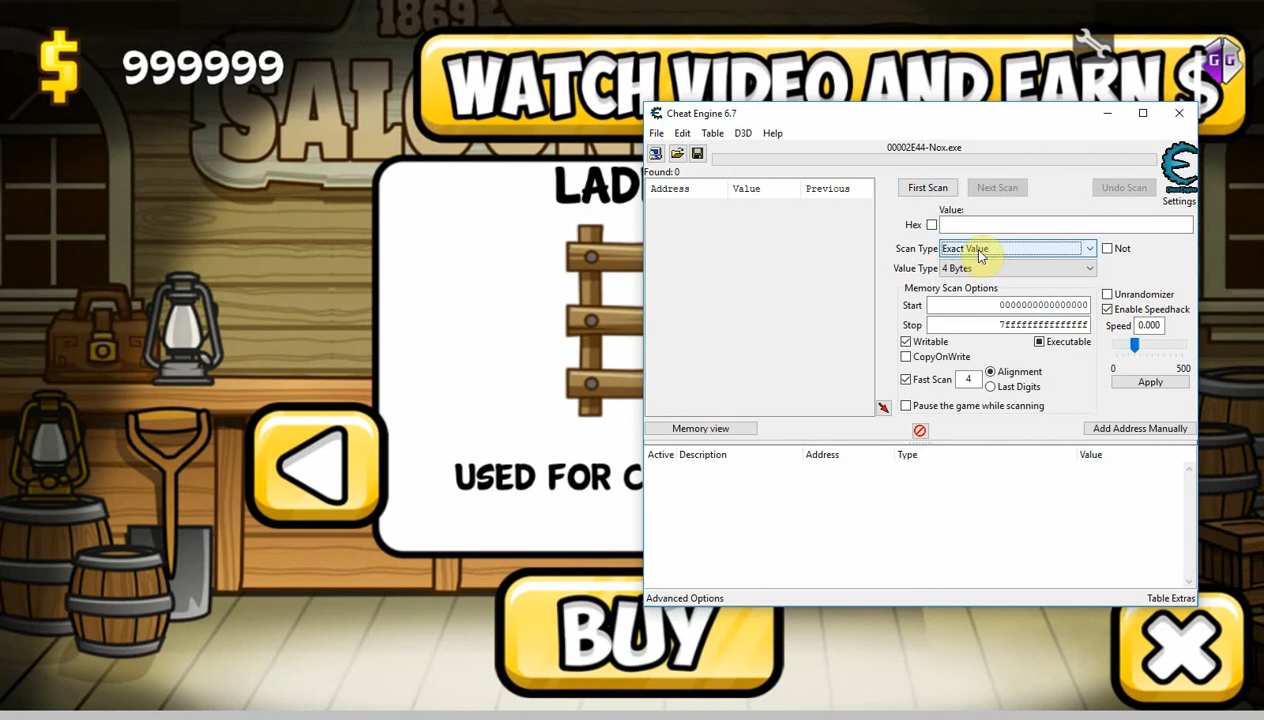 1869
SALOON
$ 999999
WATCH VIDEO AND EARN $
GG
LAD
USED FOR C
BUY
Cheat Engine 6.7
File Edit Table D3D Help
00002E44-Nox.exe
Found: 0
Address Value Previous
First Scan Next Scan Undo Scan
Settings
Value:
Hex
Scan Type Exact Value Not
Value Type 4 Bytes
Memory Scan Options
Start 0000000000000000
Stop 7fffffffffffffff
Writable Executable
CopyOnWrite
Fast Scan 4 Alignment
Last Digits
Pause the game while scanning
Unrandomizer
Enable Speedhack
Speed 0.000
0 500
Apply
Memory view Add Address Manually
Active Description Address Type Value
Advanced Options Table Extras